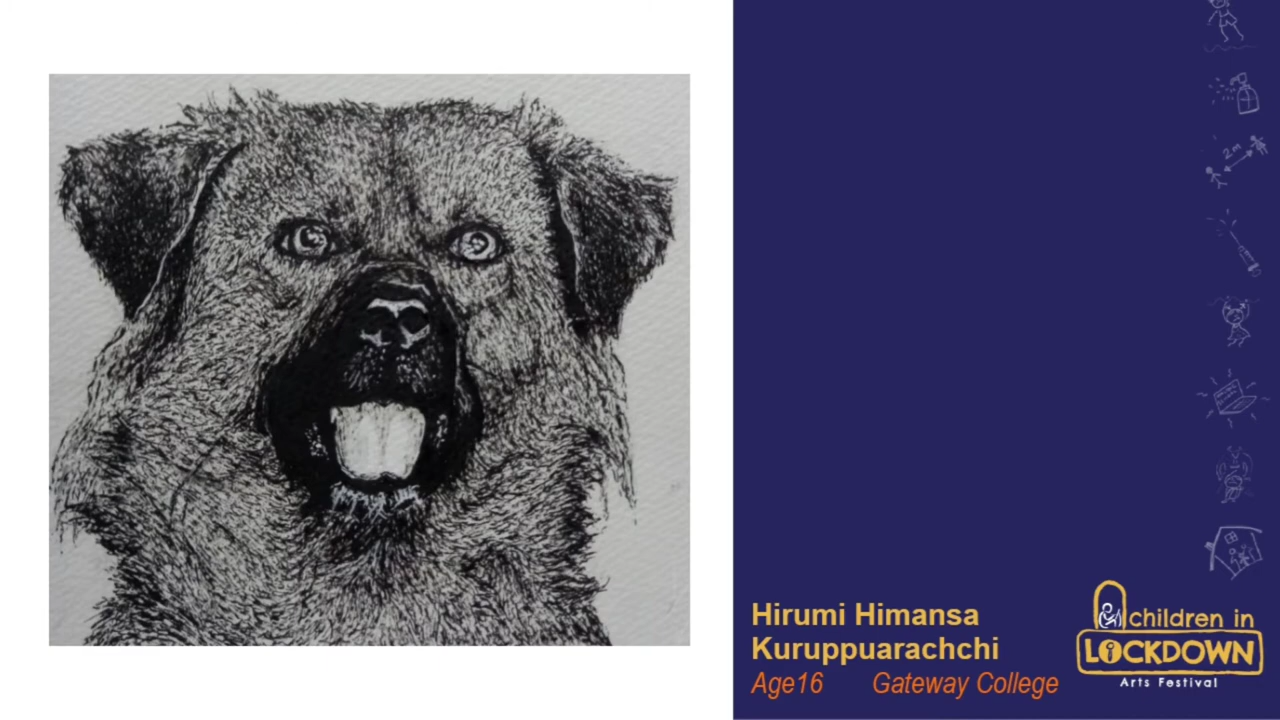 2m
Hirumi Himansa
Kuruppuarachchi
Age16 Gateway College
children in
LOCKDOWN
Arts Festival